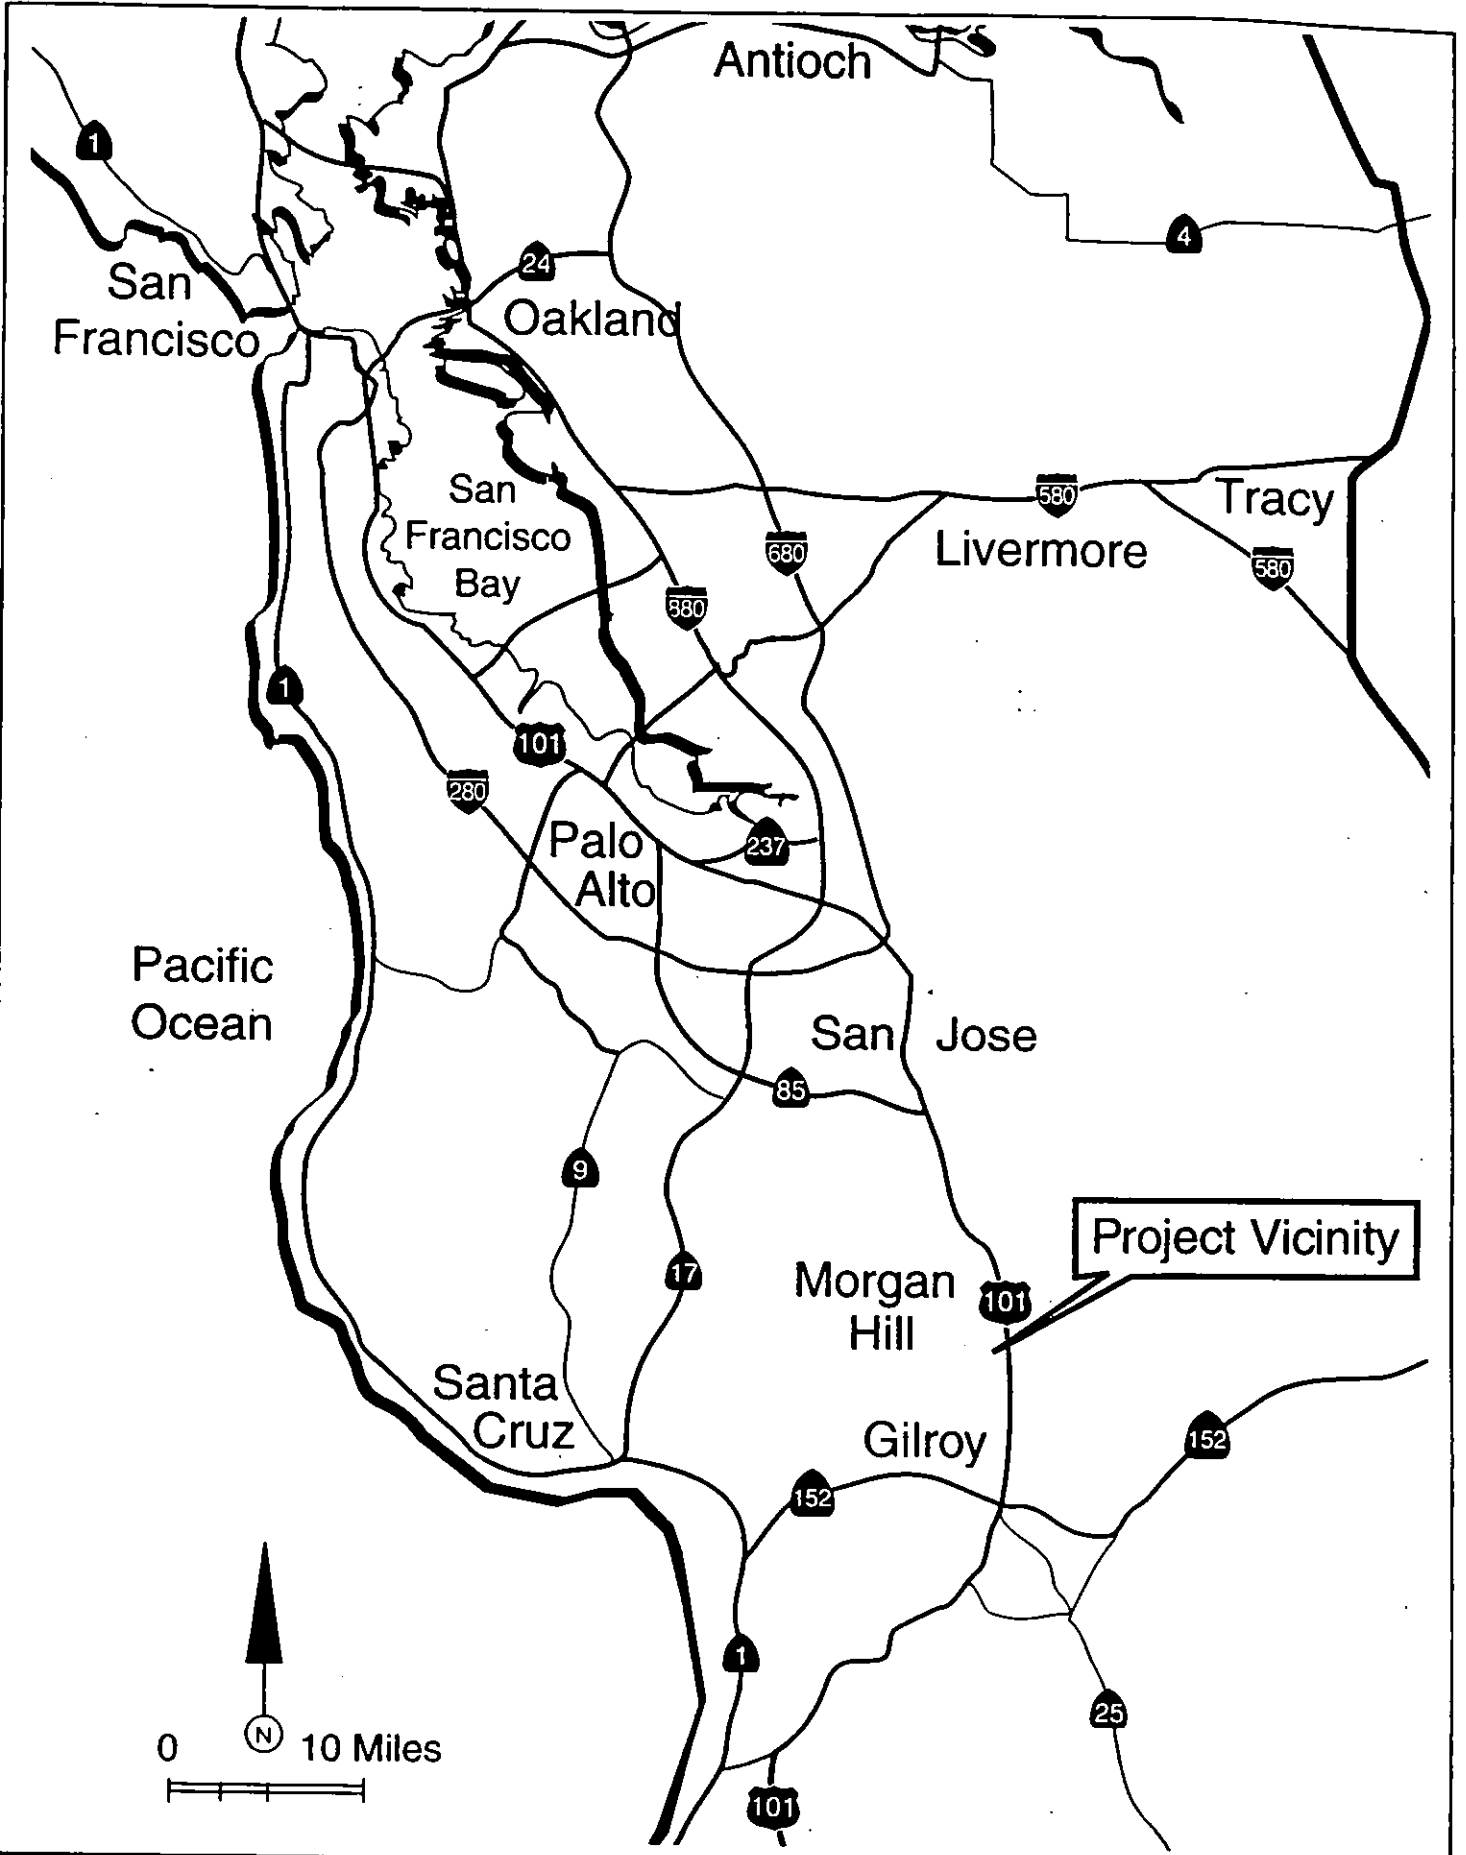 Antioch
1
4
24
San
Francisco
Oakland
San
Francisco
Bay
580
Tracy
680
Livermore
580
880
1
101
280
Palo
Alto
237
Pacific
Ocean
San Jose
85
9
Project Vicinity
17
Morgan
Hill
101
Santa
Cruz
Gilroy
152
152
1
25
N
0 10 Miles
101